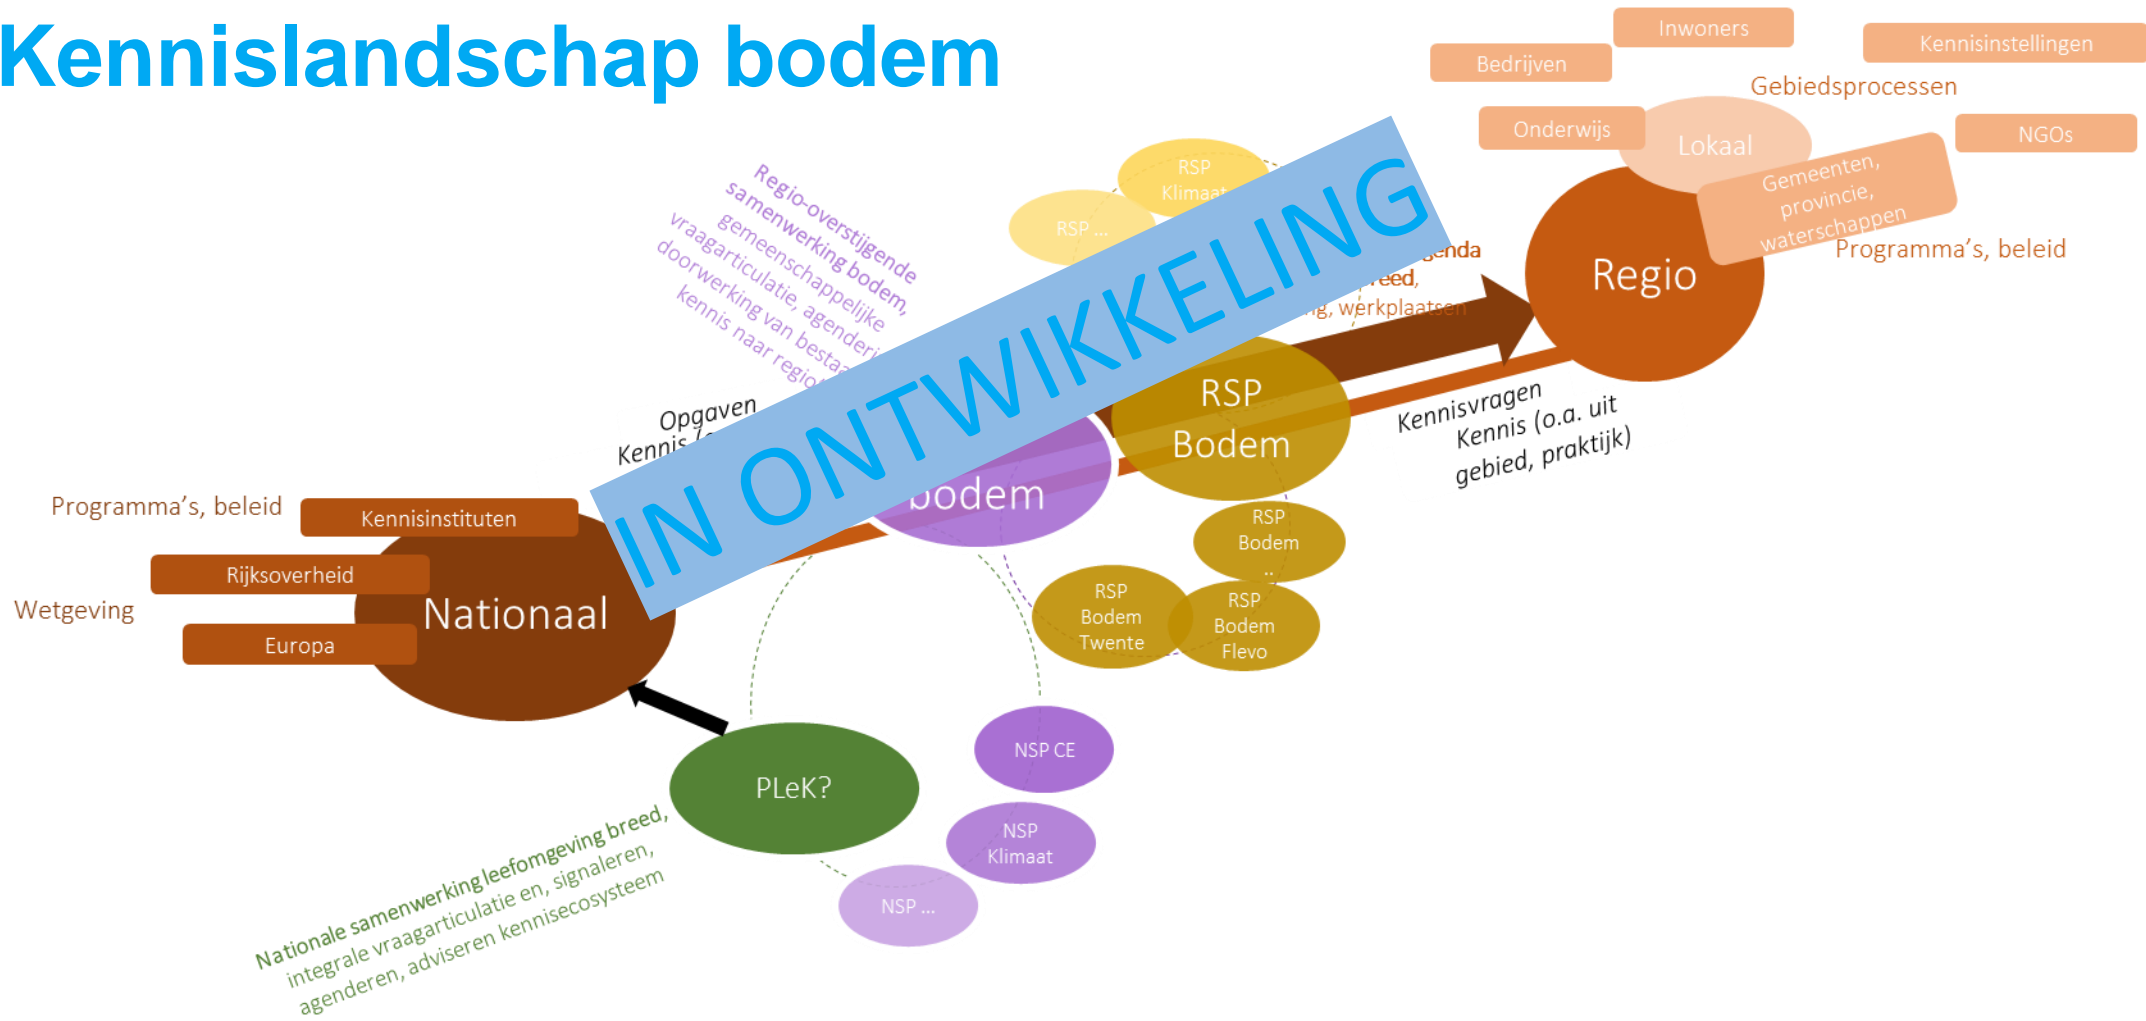 Kennislandschap bodem
Inwoners
Bedrijven
Kennisinstellingen
Gebiedsprocessen
Onderwijs
NGOs
Lokaal
Gemeenten,
provincie,
waterschappen
Programma's, beleid
Regio
RSP
Klimaat
RSP ...
Regio-overstijgende
samenwerking bodem,
gemeenschappelijke
vraagarticulatie,
doorwerking van
kennis naar
werkplaatsen
IN ONTWIKKELING
RSP
Bodem
Kennisvragen
Kennis (o.a. uit
gebied, praktijk)
Opgaven
Kennis
bodem
Programma's, beleid
Kennisinstituten
Rijksoverheid
Wetgeving
Nationaal
Europa
RSP
Bodem
..
RSP
Bodem
Twente
RSP
Bodem
Flevo
PLeK?
NSP CE
NSP
Klimaat
NSP ...
Nationale samenwerking leefomgeving breed,
integrale vraagarticulatie en, signaleren,
agenderen, adviseren kennisecosysteem